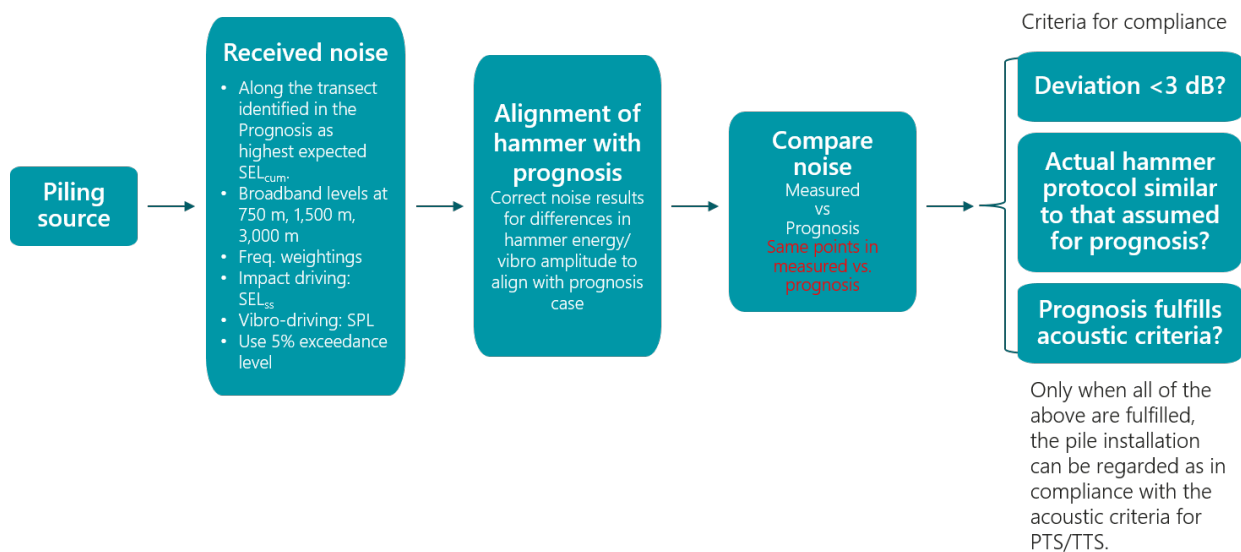 Piling
source
Received noise
• Along the transect
identified in the
Prognosis as
highest expected
SELcum.
• Broadband levels at
750 m, 1,500 m,
3,000 m
• Freq. weightings
• Impact driving:
SELss
• Vibro-driving: SPL
• Use 5% exceedance
level
Alignment of
hammer with
prognosis
Correct noise results
for differences in
hammer energy/
vibro amplitude to
align with prognosis
case
Compare
noise
Measured
vs
Prognosis
Same points in
measured vs.
prognosis
Criteria for compliance
Deviation <3 dB?
Actual hammer
protocol similar
to that assumed
for prognosis?
Prognosis fulfills
acoustic criteria?
Only when all of the
above are fulfilled,
the pile installation
can be regarded as in
compliance with the
acoustic criteria for
PTS/TTS.